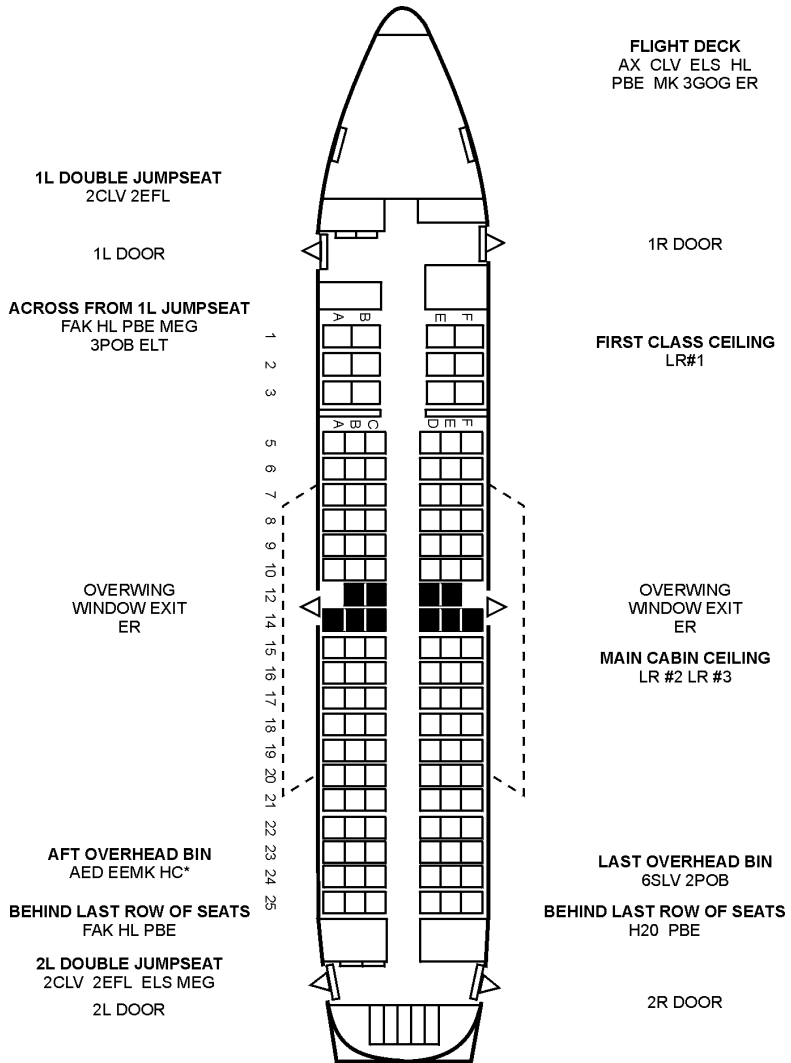 FLIGHT DECK
AX CLV ELS HL
PBE MK 3GOG ER
1L DOUBLE JUMPSEAT
2CLV 2EFL
1L DOOR
1R DOOR
ACROSS FROM 1L JUMPSEAT
FAK HL PBE MEG
3POB ELT
FIRST CLASS CEILING
LR#1
A B E F
1
2
3
A B C D E F
5
6
7
8
9
10
12
14
15
16
17
18
19
20
21
22
23
24
25
OVERWING
WINDOW EXIT
ER
OVERWING
WINDOW EXIT
ER
MAIN CABIN CEILING
LR #2 LR #3
AFT OVERHEAD BIN
AED EEMK HC*
LAST OVERHEAD BIN
6SLV 2POB
BEHIND LAST ROW OF SEATS
FAK HL PBE
BEHIND LAST ROW OF SEATS
H20 PBE
2L DOUBLE JUMPSEAT
2CLV 2EFL ELS MEG
2L DOOR
2R DOOR